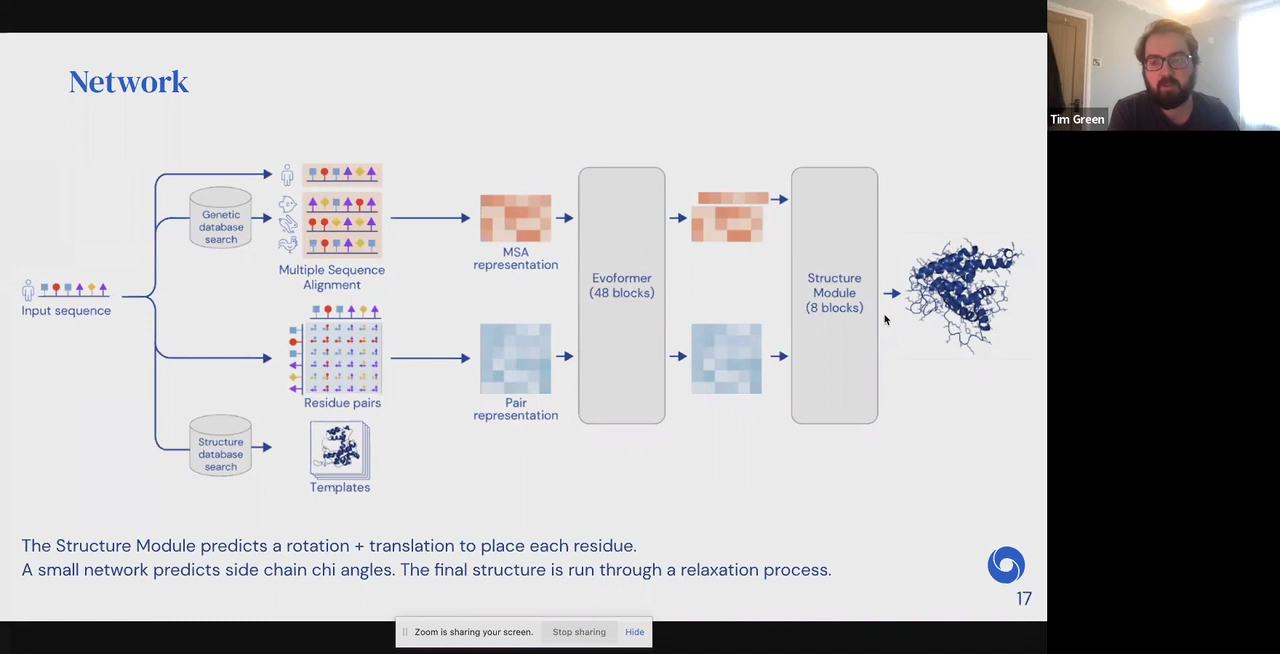 Network
Tim Green
Genetic
database
search
Multiple Sequence
Alignment
MSA
representation
Evoformer
(48 blocks)
Structure
Module
(8 blocks)
Input sequence
Residue pairs
Pair
representation
Structure
database
search
Templates
The Structure Module predicts a rotation + translation to place each residue.
A small network predicts side chain chi angles. The final structure is run through a relaxation process.
17
Zoom is sharing your screen. Stop sharing Hide